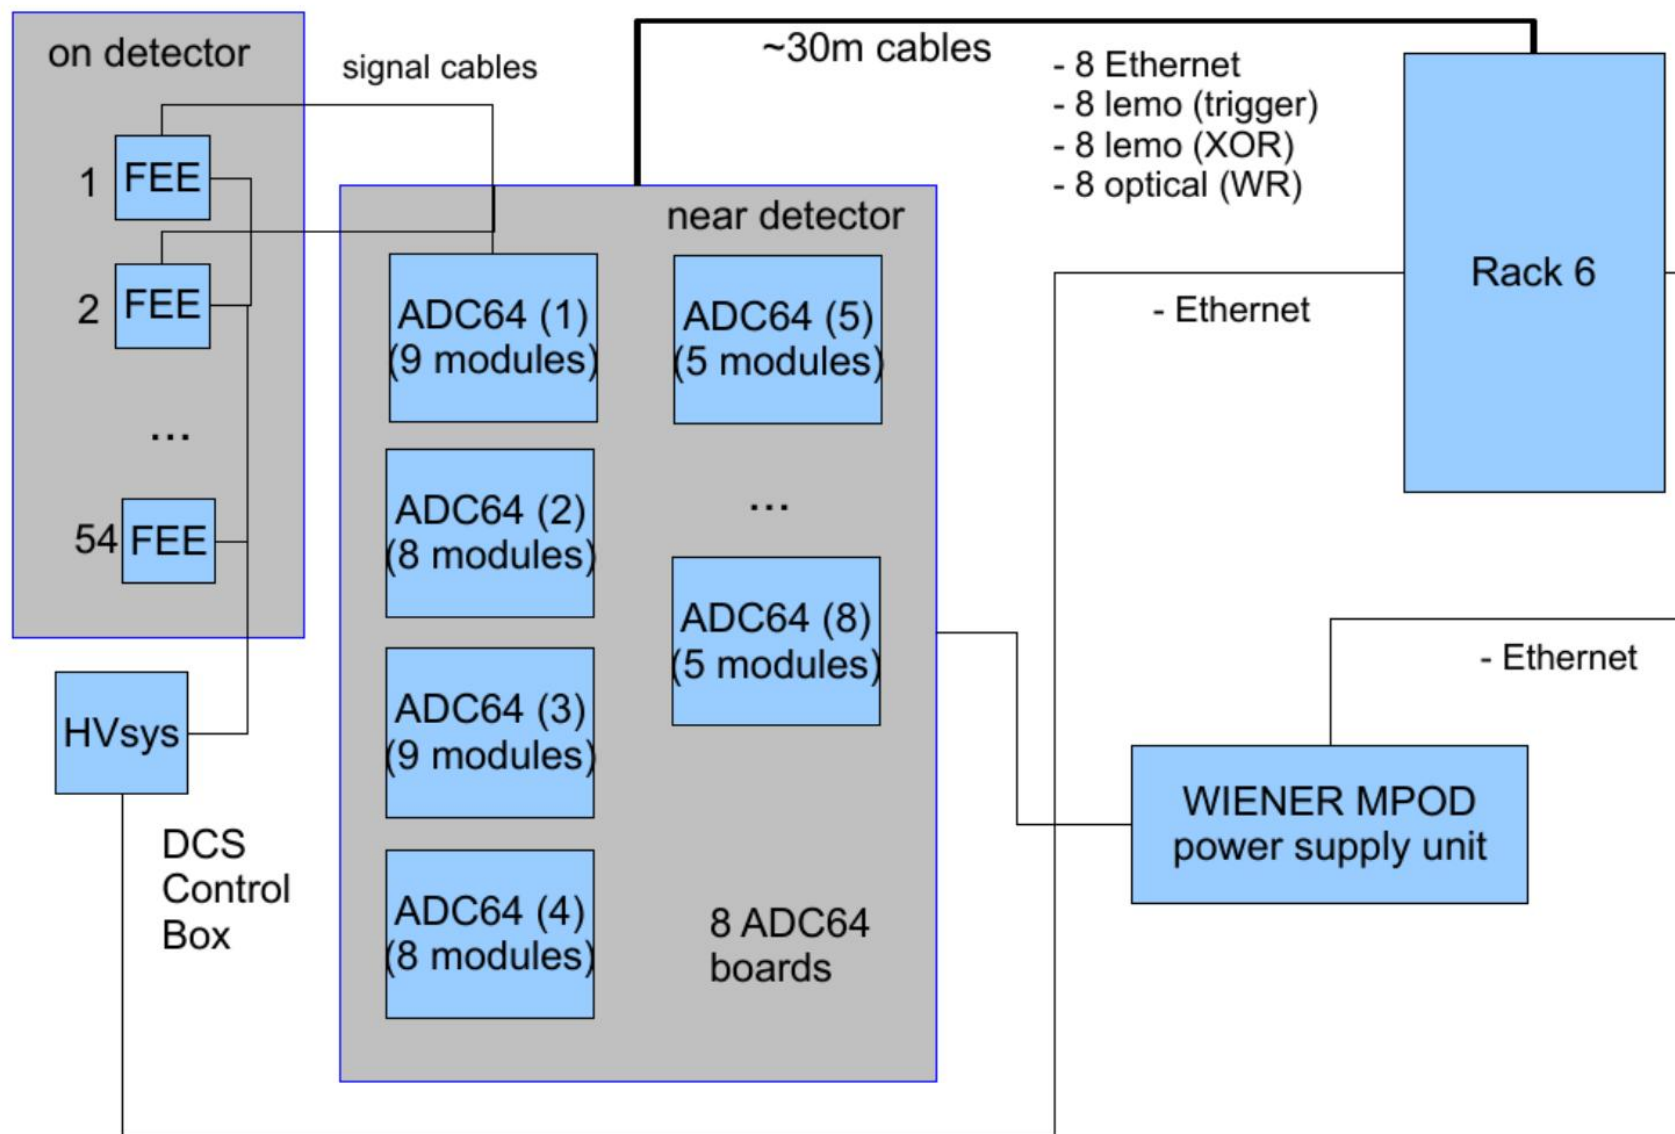 on detector
signal cables
~30m cables
- 8 Ethernet
- 8 lemo (trigger)
- 8 lemo (XOR)
- 8 optical (WR)
1
FEE
2
FEE
...
54
FEE
near detector
ADC64 (1)
(9 modules)
ADC64 (2)
(8 modules)
ADC64 (3)
(9 modules)
ADC64 (4)
(8 modules)
ADC64 (5)
(5 modules)
...
ADC64 (8)
(5 modules)
8 ADC64
boards
Rack 6
- Ethernet
- Ethernet
HVsys
DCS
Control
Box
WIENER MPOD
power supply unit